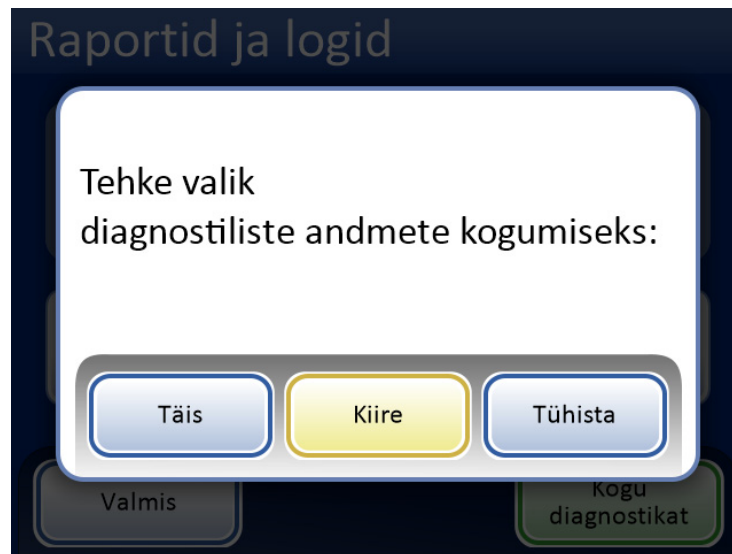 Raportid ja logid
Tehke valik
diagnostiliste andmete kogumiseks:
Täis
Kiire
Tühista
Valmis
Kogu
diagnostikat